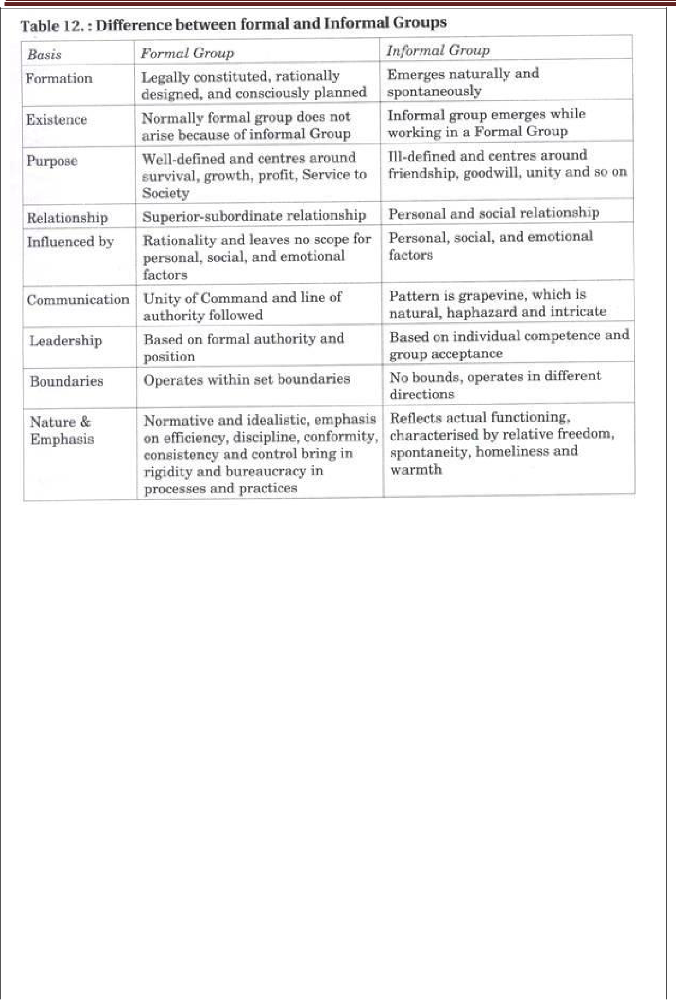 Table 12. : Difference between formal and Informal Groups
Basis
Formal Group
Informal Group
Formation
Legally constituted, rationally
designed, and consciously planned
Emerges naturally and
spontaneously
Existence
Normally formal group does not
arise because of informal Group
Informal group emerges while
working in a Formal Group
Purpose
Well-defined and centres around
survival, growth, profit, Service to
Society
Ill-defined and centres around
friendship, goodwill, unity and so on
Relationship
Superior-subordinate relationship
Personal and social relationship
Influenced by
Rationality and leaves no scope for
personal, social, and emotional
factors
Personal, social, and emotional
factors
Communication
Unity of Command and line of
authority followed
Pattern is grapevine, which is
natural, haphazard and intricate
Leadership
Based on formal authority and
position
Based on individual competence and
group acceptance
Boundaries
Operates within set boundaries
No bounds, operates in different
directions
Nature &
Emphasis
Normative and idealistic, emphasis
on efficiency, discipline, conformity,
consistency and control bring in
rigidity and bureaucracy in
processes and practices
Reflects actual functioning,
characterised by relative freedom,
spontaneity, homeliness and
warmth